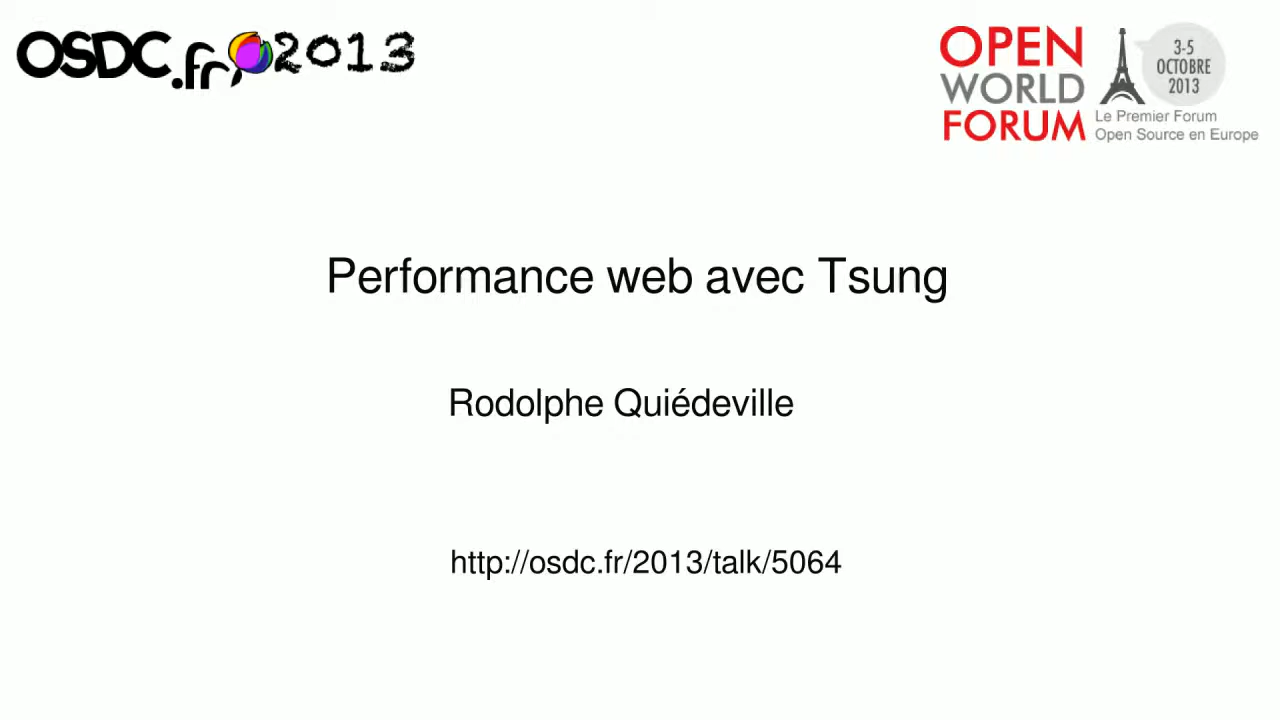 OSDC.fr 2013
OPEN
WORLD
FORUM
3-5
OCTOBRE
2013
Le Premier Forum
Open Source en Europe
Performance web avec Tsung
Rodolphe Quiédeville
http://osdc.fr/2013/talk/5064